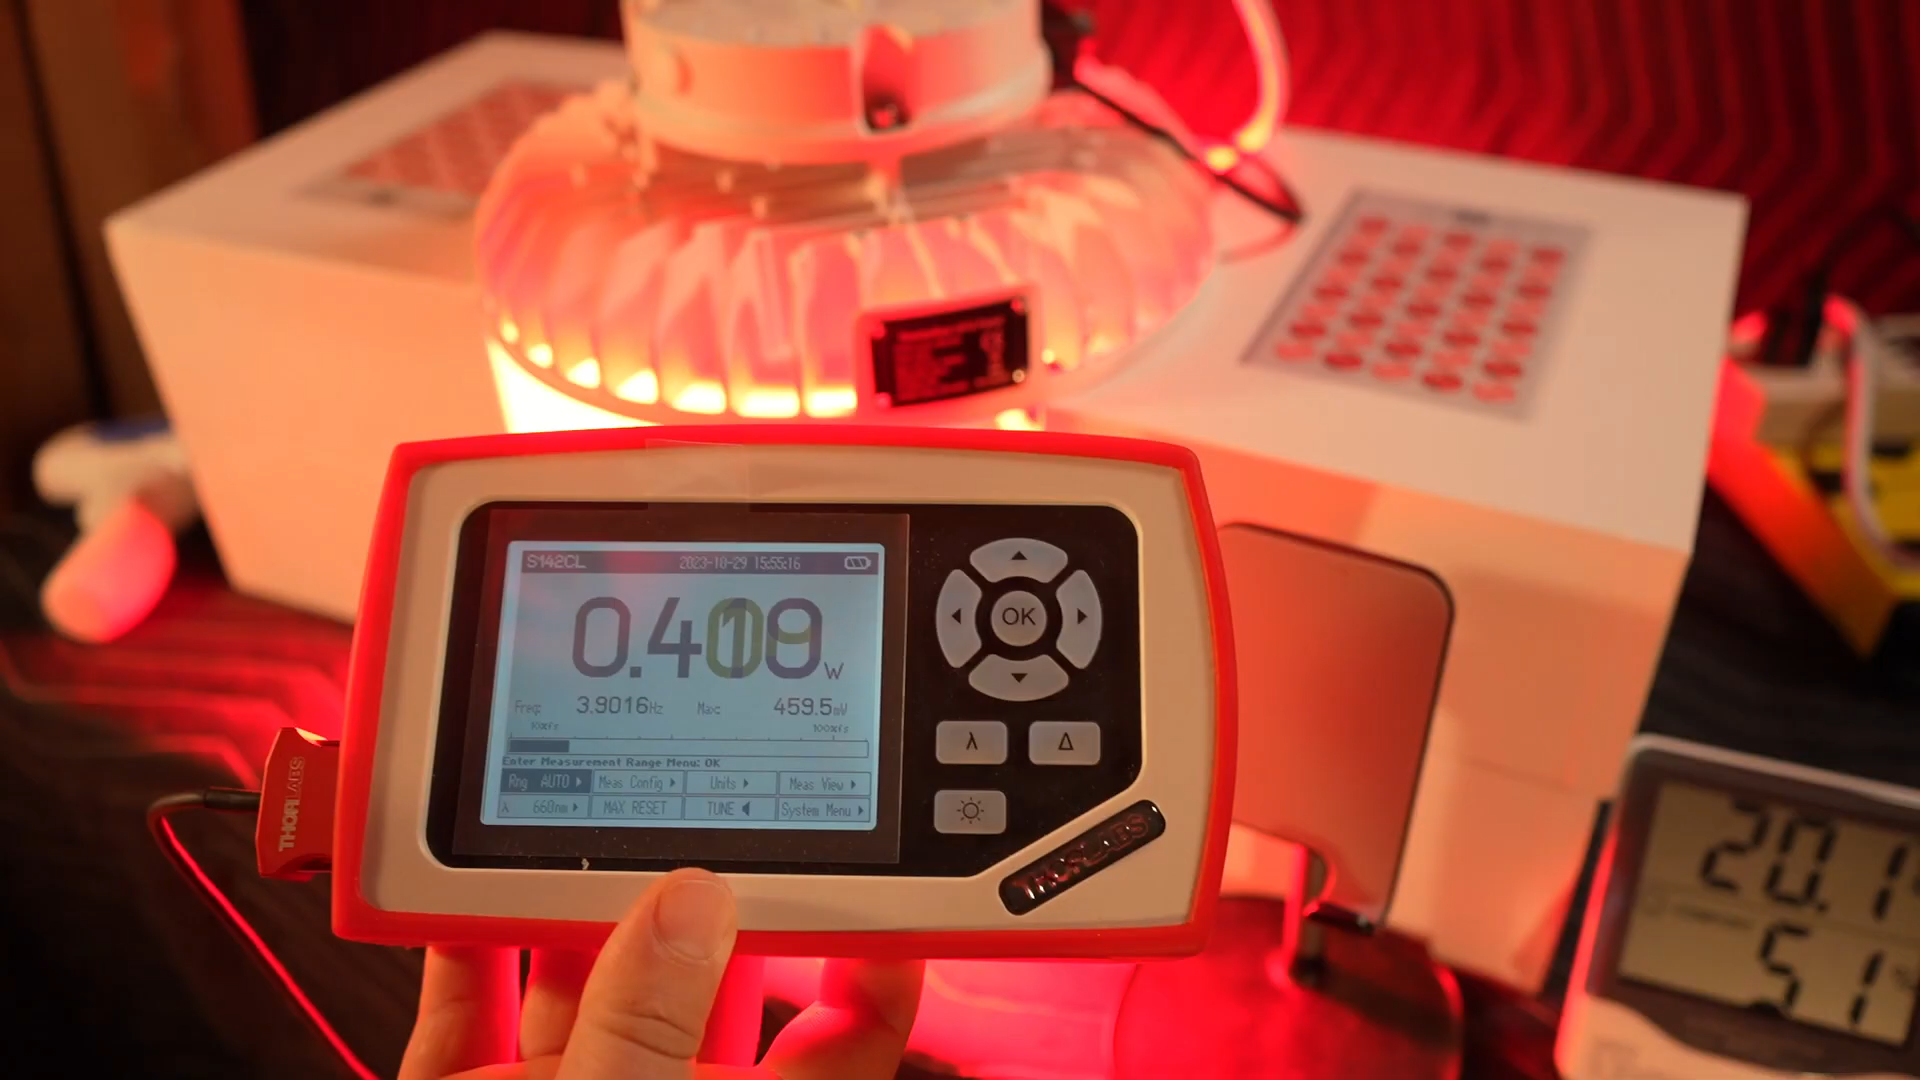 S142CL 2023-10-29 15:55:16
0.4 W
Freq: 3.9016Hz Max: 459.5mV
Enter Measurement Range Menu: OK
Rng AUTO Meas Config Units Meas View
λ 660nm MAX RESET TUNE System Menu
OK
λ Δ
THORLABS
THORLABS
20.1
51